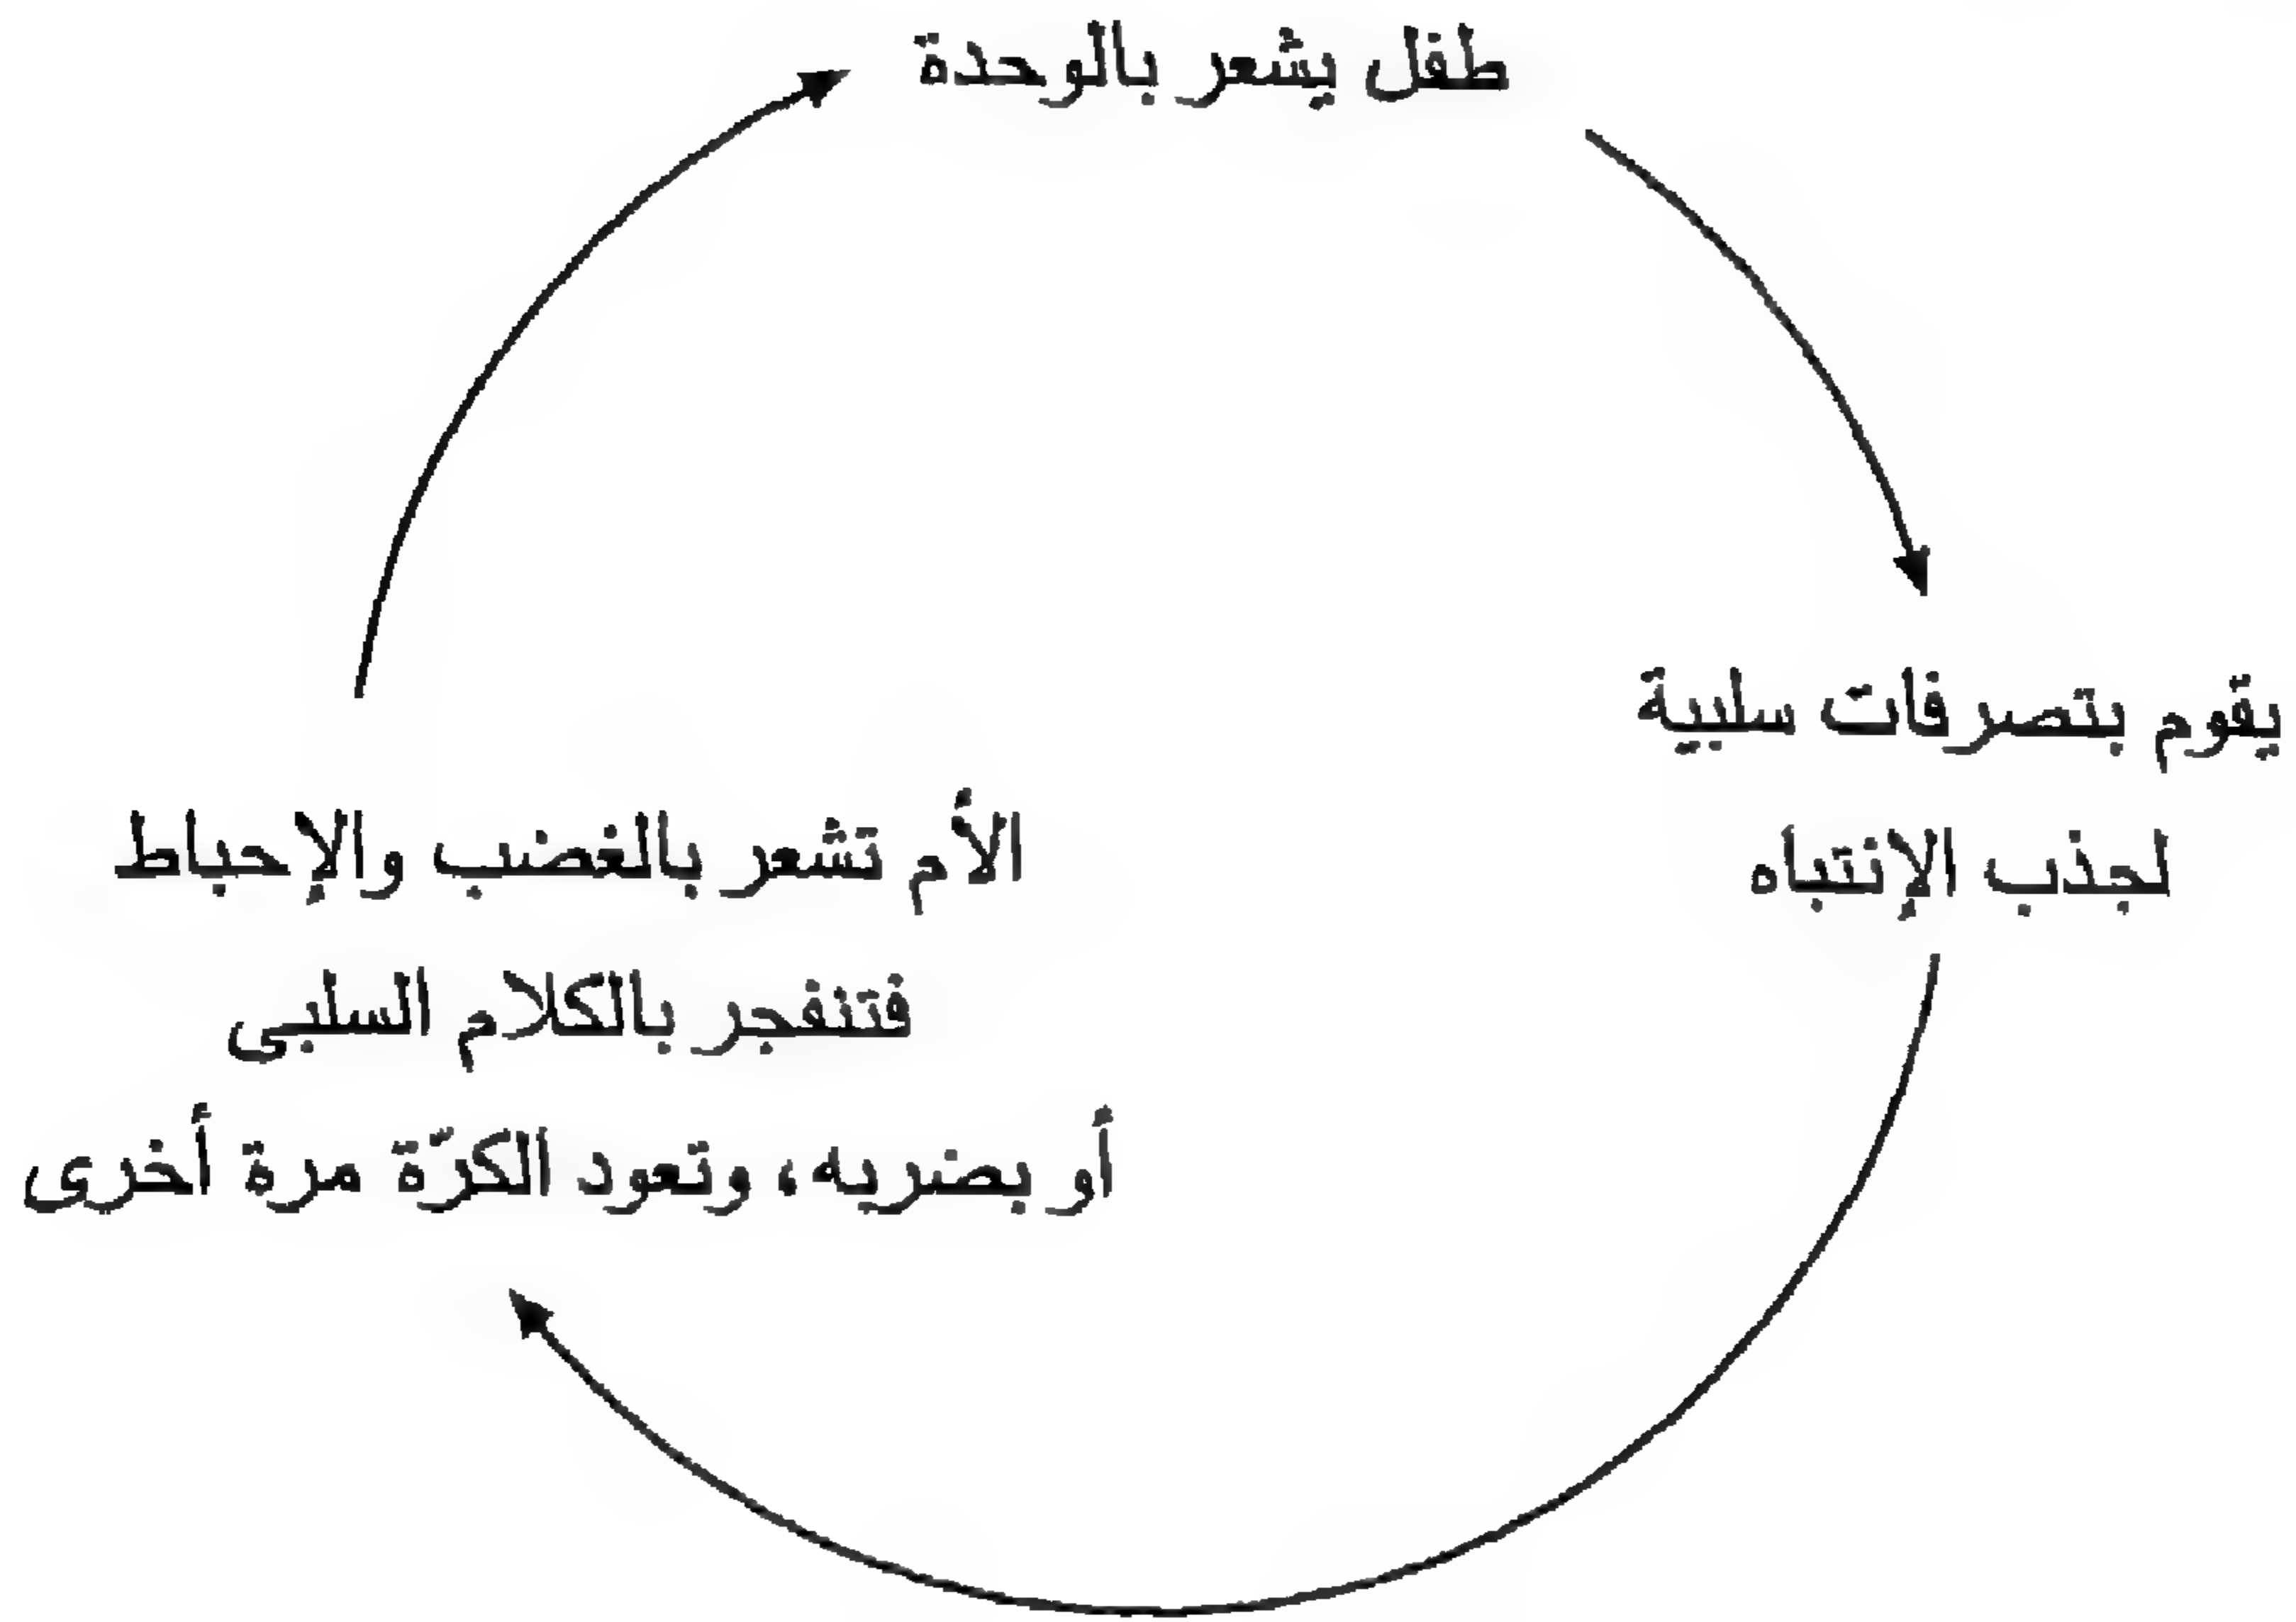 طفل يشعر بالوحدة
يقوم بتصرفات سلبية
لجذب الإنتباه
الأم تشعر بالغضب والإحباط
فتنفجر بالكلام السلبى
أو بضربه، وتعود الكرّة مرة أخرى